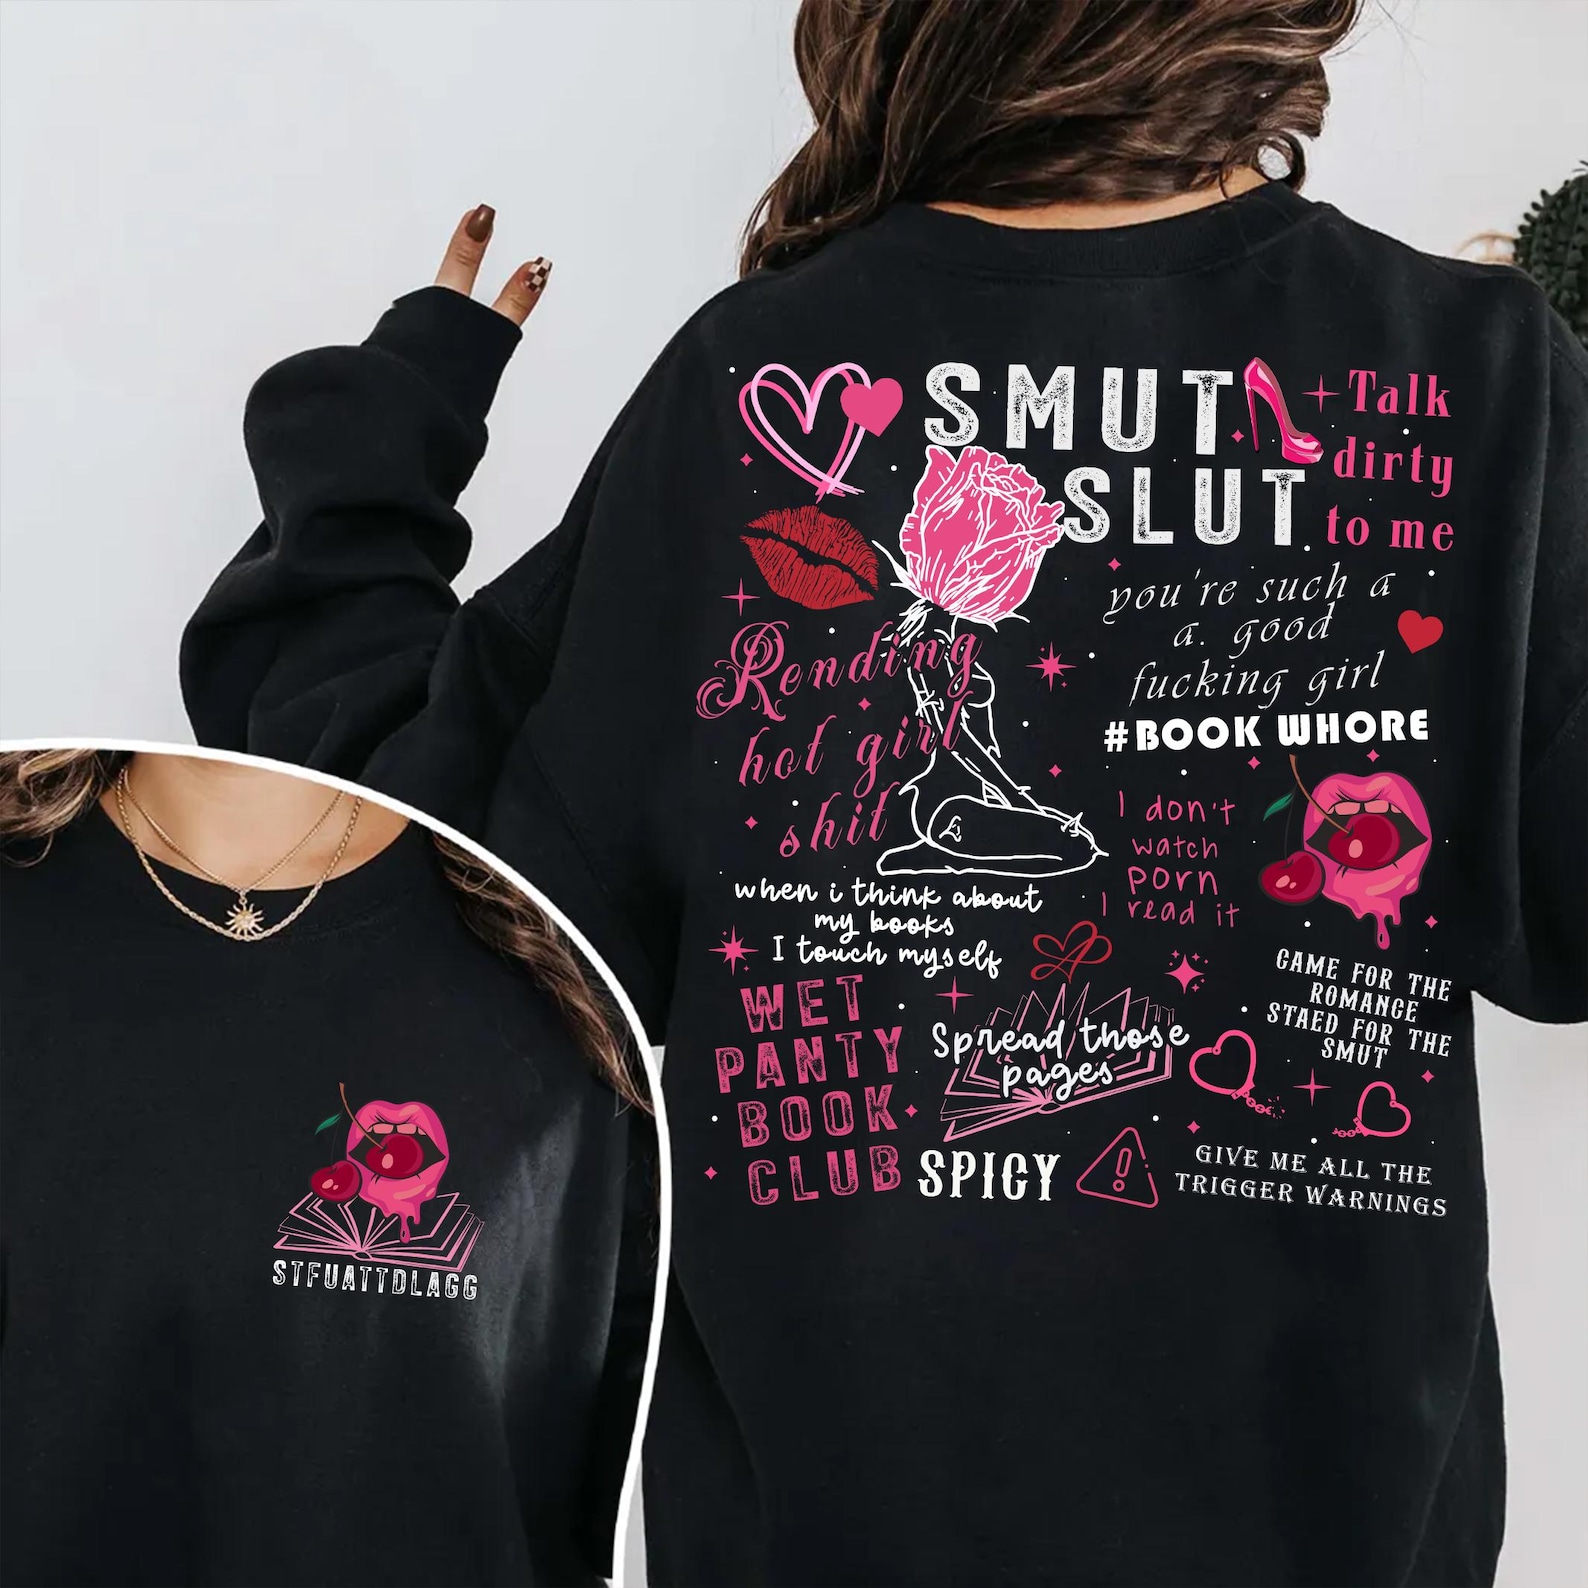 SMUT
SLUT
Talk
dirty
to me
you're such a
a. good
fucking girl
#BOOK WHORE
Rending
hot girl
shit
I don't
watch
porn
I read it
when i think about
my books
I touch myself
WET
PANTY
BOOK
CLUB
Spread those
pages
SPICY
CAME FOR THE
ROMANCE
STAED FOR THE
SMUT
GIVE ME ALL THE
TRIGGER WARNINGS
STFUATTDLAGG